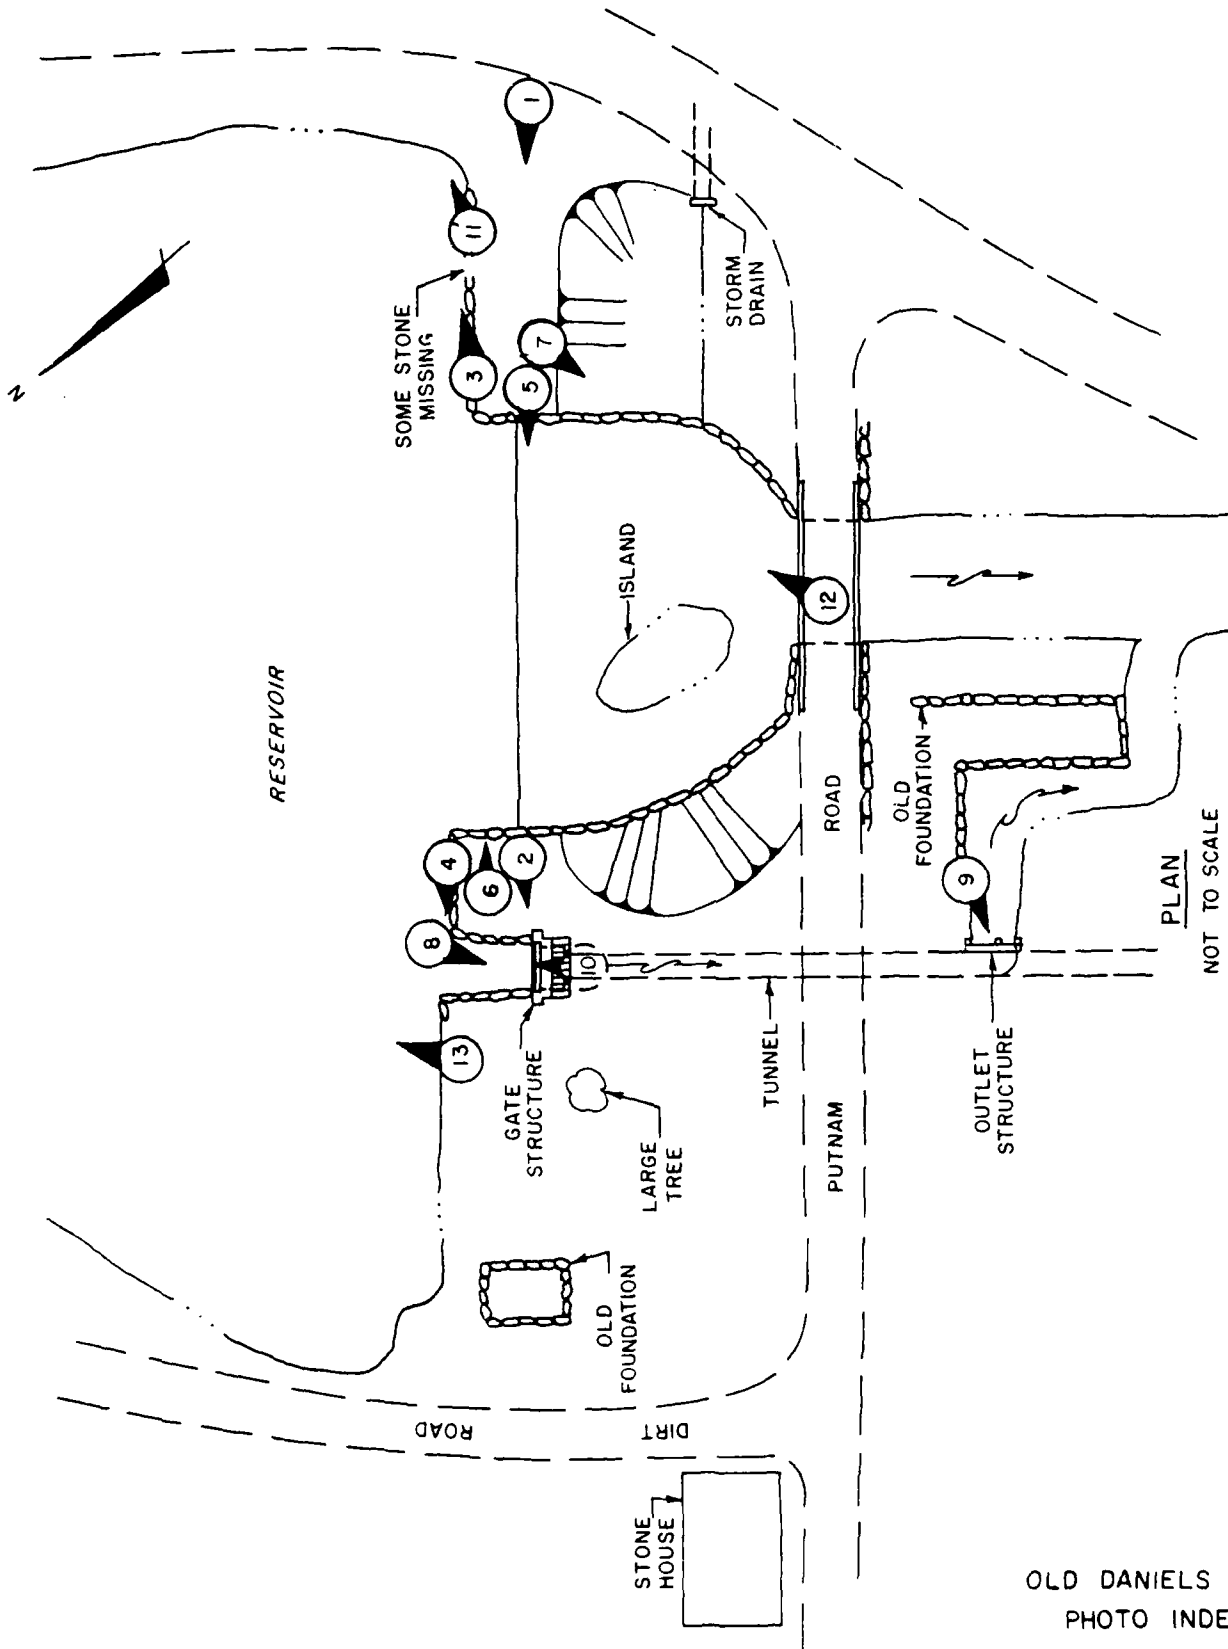 N
RESERVOIR
SOME STONE
MISSING
1
11
3
7
5
STORM
DRAIN
ISLAND
12
4
6
2
8
10
13
GATE
STRUCTURE
LARGE
TREE
TUNNEL
OLD
FOUNDATION
9
OUTLET
STRUCTURE
PUTNAM
ROAD
OLD
FOUNDATION
DIRT
ROAD
STONE
HOUSE
PLAN
NOT TO SCALE
OLD DANIELS
PHOTO INDE